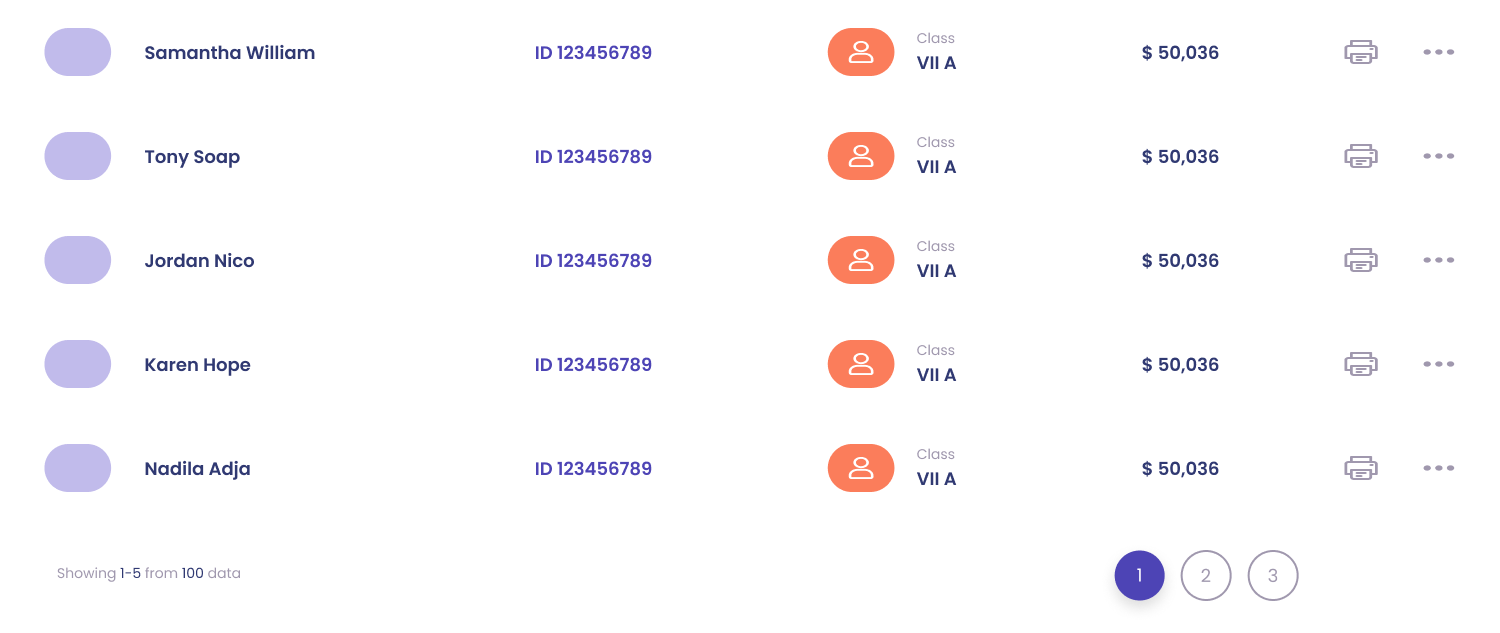 Samantha William ID 123456789 Class VII A $ 50,036
Tony Soap ID 123456789 Class VII A $ 50,036
Jordan Nico ID 123456789 Class VII A $ 50,036
Karen Hope ID 123456789 Class VII A $ 50,036
Nadila Adja ID 123456789 Class VII A $ 50,036
Showing 1-5 from 100 data 1 2 3